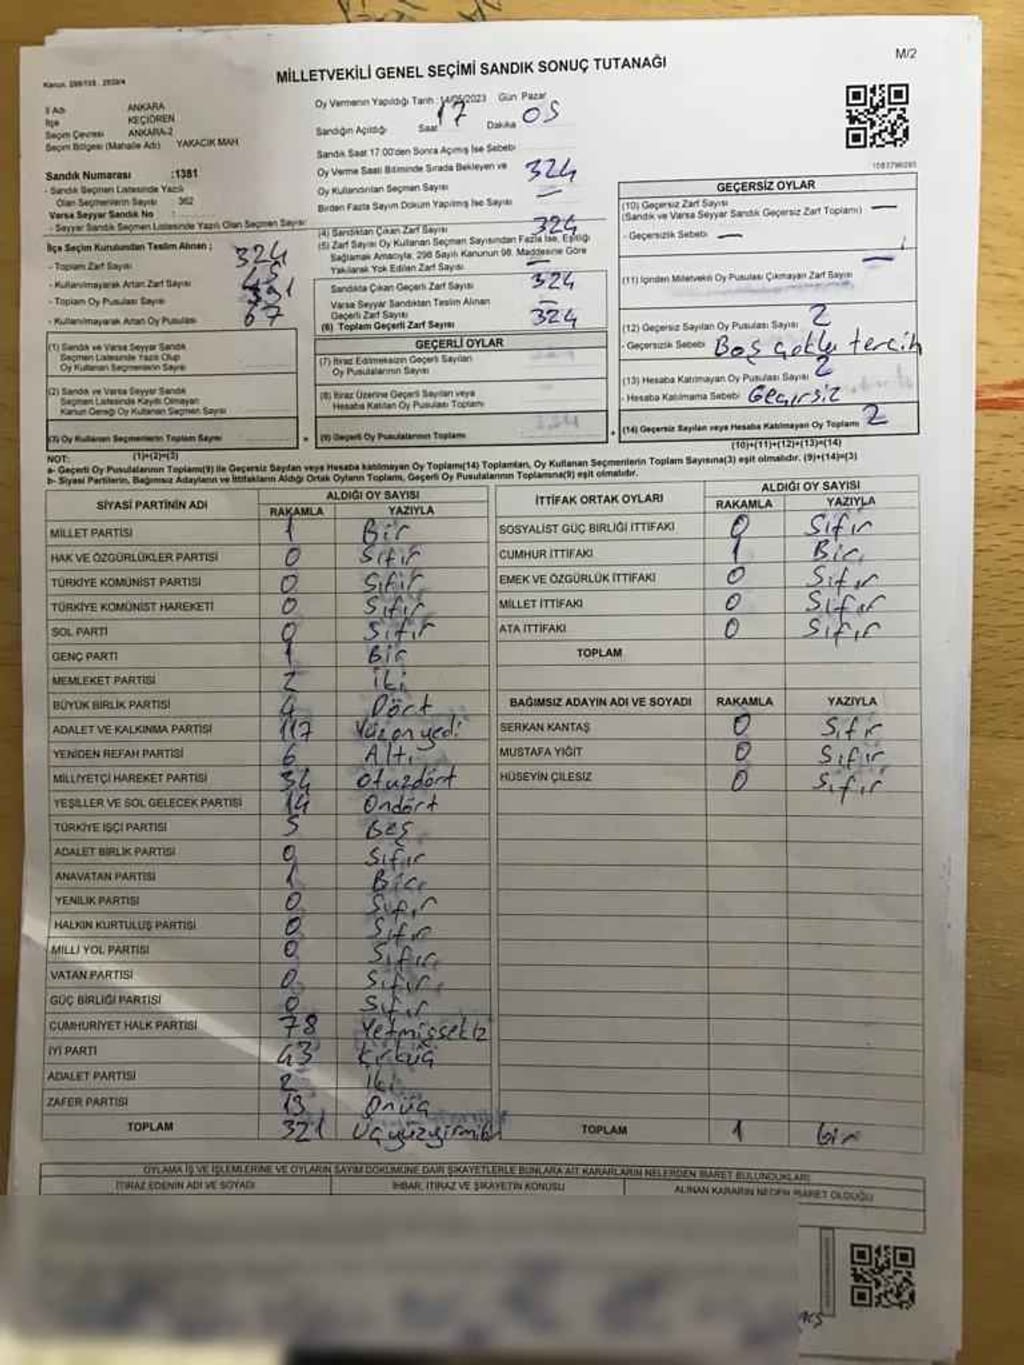 M/2
MİLLETVEKİLİ GENEL SEÇİMİ SANDIK SONUÇ TUTANAĞI
İl Adı ANKARA
İlçe KEÇİÖREN
Seçim Çevresi ANKARA-2
Seçim Bölgesi (Mahalle Adı) YAKACIK MAH
Sandık Numarası :1381
- Sandık Seçmen Listesinde Yazılı
Olan Seçmenlerin Sayısı : 362
Varsa Seyyar Sandık No :
- Seyyar Sandık Seçmen Listesinde Yazılı Olan Seçmen Sayısı
İlçe Seçim Kurulundan Teslim Alınan ;
- Toplam Zarf Sayısı 324
- Kullanılmayarak Artan Zarf Sayısı
- Toplam Oy Pusulası Sayısı 391
- Kullanılmayarak Artan Oy Pusulası 67
Oy Vermenin Yapıldığı Tarih : 14/05/2023 Gün Pazar
Sandığın Açıldığı Saat 17 Dakika 05
Sandık Saat 17:00'den Sonra Açımış İse Sebebi
Oy Verme Saati Bitiminde Sırada Bekleyen ve
Oy Kullandırılan Seçmen Sayısı 324
Birden Fazla Sayım Döküm Yapılmış İse Sayısı —
(4) Sandıktan Çıkan Zarf Sayısı 324
(5) Zarf Sayısı Oy Kullanan Seçmen Sayısından Fazla İse, Eşitliği
Sağlamak Amacıyla, 298 Sayılı Kanunun 98. Maddesine Göre
Yakılarak Yok Edilen Zarf Sayısı —
Sandıkta Çıkan Geçerli Zarf Sayısı 324
Varsa Seyyar Sandıktan Teslim Alınan
Geçerli Zarf Sayısı —
(6) Toplam Geçerli Zarf Sayısı 324
GEÇERSİZ OYLAR
(10) Geçersiz Zarf Sayısı —
(Sandık ve Varsa Seyyar Sandık Geçersiz Zarf Toplamı)
- Geçersizlik Sebebi —
(11) İçinden Milletvekili Oy Pusulası Çıkmayan Zarf Sayısı —
(12) Geçersiz Sayılan Oy Pusulası Sayısı 2
- Geçersizlik Sebebi Boş çoklu tercih
(13) Hesaba Katılmayan Oy Pusulası Sayısı 2
- Hesaba Katılmama Sebebi Geçırsiz
(14) Geçersiz Sayılan veya Hesaba Katılmayan Oy Toplamı 2
(10)+(11)+(12)+(13)=(14)
(1) Sandık ve Varsa Seyyar Sandık
Seçmen Listesinde Yazılı Olup
Oy Kullanan Seçmenlerin Sayısı
(2) Sandık ve Varsa Seyyar Sandık
Seçmen Listesinde Kayıtlı Olmayan
Kanun Gereği Oy Kullanan Seçmen Sayısı
(3) Oy Kullanan Seçmenlerin Toplam Sayısı
(1)+(2)=(3)
GEÇERLİ OYLAR
(7) İtiraz Edilmeksizin Geçerli Sayılan
Oy Pusulalarının Sayısı
(8) İtiraz Üzerine Geçerli Sayılan veya
Hesaba Katılan Oy Pusulası Toplamı
(9) Geçerli Oy Pusulalarının Toplamı
NOT:
a- Geçerli Oy Pusulalarının Toplamı(9) ile Geçersiz Sayılan veya Hesaba katılmayan Oy Toplamı(14) Toplamları, Oy Kullanan Seçmenlerin Toplam Sayısına(3) eşit olmalıdır. (9)+(14)=(3)
b- Siyasi Partilerin, Bağımsız Adayların ve İttifakların Aldığı Ortak Oyların Toplamı, Geçerli Oy Pusulalarının Toplamına(9) eşit olmalıdır.
SİYASİ PARTİNİN ADI ALDIĞI OY SAYISI
RAKAMLA YAZIYLA
MİLLET PARTİSİ 1 Bir
HAK VE ÖZGÜRLÜKLER PARTİSİ 0 Sıfır
TÜRKİYE KOMÜNİST PARTİSİ 0 Sıfır
TÜRKİYE KOMÜNİST HAREKETİ 0 Sıfır
SOL PARTİ 0 Sıfır
GENÇ PARTİ 1 Bir
MEMLEKET PARTİSİ 2 İki
BÜYÜK BİRLİK PARTİSİ 4 Dört
ADALET VE KALKINMA PARTİSİ 117 Yüzonyedi
YENİDEN REFAH PARTİSİ 6 Altı
MİLLİYETÇİ HAREKET PARTİSİ 34 Otuzdört
YEŞİLLER VE SOL GELECEK PARTİSİ 14 Ondört
TÜRKİYE İŞÇİ PARTİSİ 5 Beş
ADALET BİRLİK PARTİSİ 0 Sıfır
ANAVATAN PARTİSİ 1 Bir
YENİLİK PARTİSİ 0 Sıfır
HALKIN KURTULUŞ PARTİSİ 0 Sıfır
MİLLİ YOL PARTİSİ 0 Sıfır
VATAN PARTİSİ 0 Sıfır
GÜÇ BİRLİĞİ PARTİSİ 0 Sıfır
CUMHURİYET HALK PARTİSİ 78 Yetmişsekiz
İYİ PARTİ 43 Kırküç
ADALET PARTİSİ 2 İki
ZAFER PARTİSİ 13 Onüç
TOPLAM 321 Üçyüzyirmibir
İTTİFAK ORTAK OYLARI ALDIĞI OY SAYISI
RAKAMLA YAZIYLA
SOSYALİST GÜÇ BİRLİĞİ İTTİFAKI 0 Sıfır
CUMHUR İTTİFAKI 1 Bir
EMEK VE ÖZGÜRLÜK İTTİFAKI 0 Sıfır
MİLLET İTTİFAKI 0 Sıfır
ATA İTTİFAKI 0 Sıfır
TOPLAM
BAĞIMSIZ ADAYIN ADI VE SOYADI RAKAMLA YAZIYLA
SERKAN KANTAŞ 0 Sıfır
MUSTAFA YİĞİT 0 Sıfır
HÜSEYİN ÇİLESİZ 0 Sıfır
TOPLAM 1 bir
OYLAMA İŞ VE İŞLEMLERİNE VE OYLARIN SAYIM DÖKÜMÜNE DAİR ŞİKAYETLERLE BUNLARA AİT KARARLARIN NELERDEN İBARET BULUNDUKLARI
İTİRAZ EDENİN ADI VE SOYADI İHBAR, İTİRAZ VE ŞİKAYETİN KONUSU ALINAN KARARIN NEDEN İBARET OLDUĞU